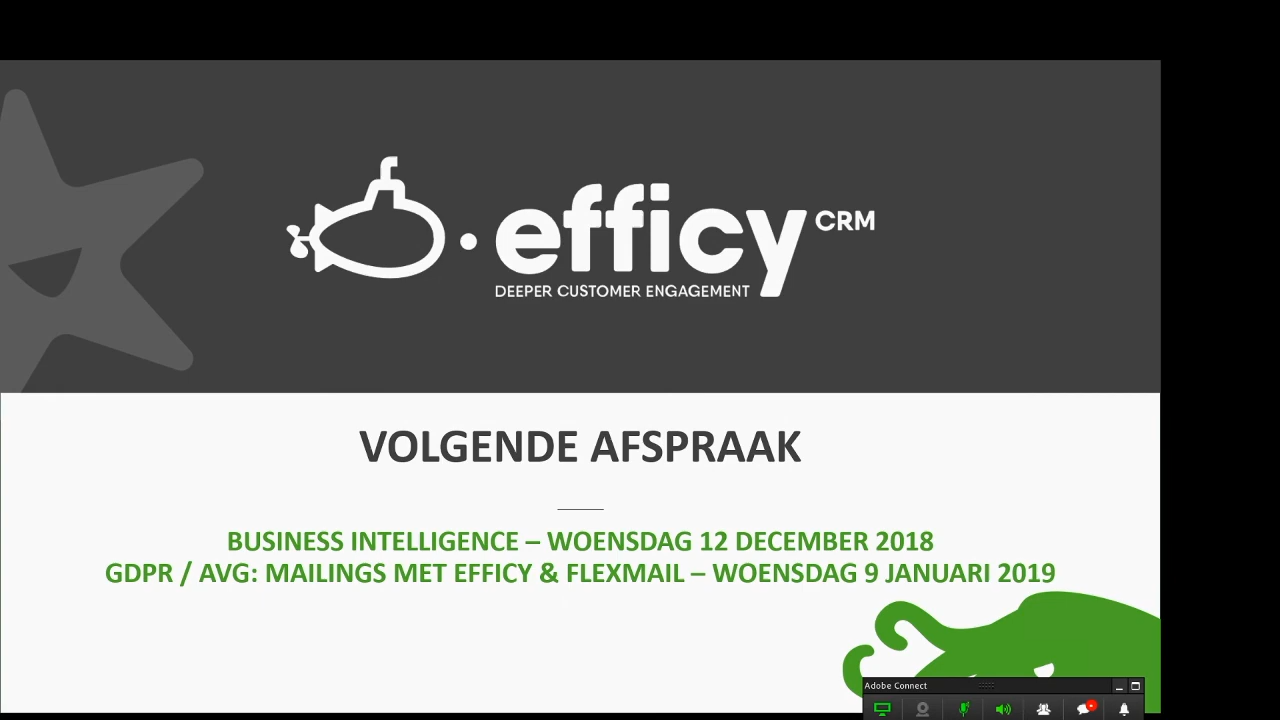 efficy CRM
DEEPER CUSTOMER ENGAGEMENT
VOLGENDE AFSPRAAK
BUSINESS INTELLIGENCE – WOENSDAG 12 DECEMBER 2018
GDPR / AVG: MAILINGS MET EFFICY & FLEXMAIL – WOENSDAG 9 JANUARI 2019
Adobe Connect